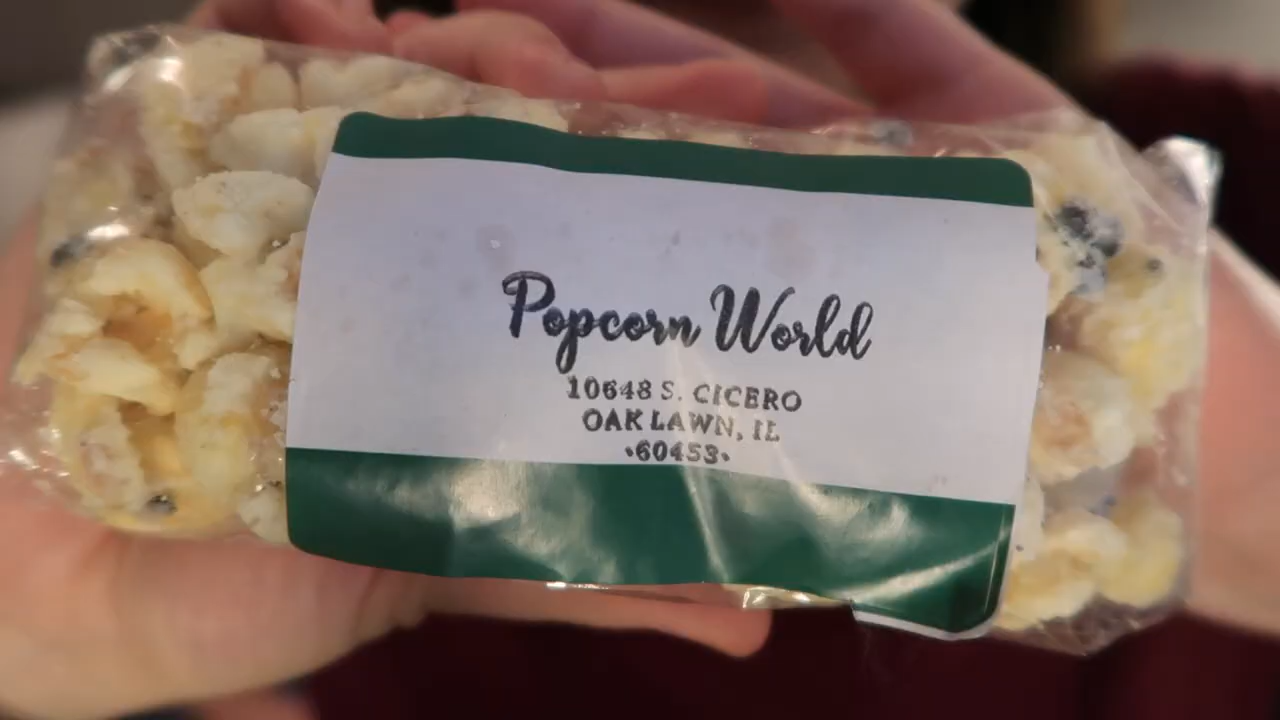 Popcorn World
10648 S. CICERO
OAK LAWN, IL
•60453•